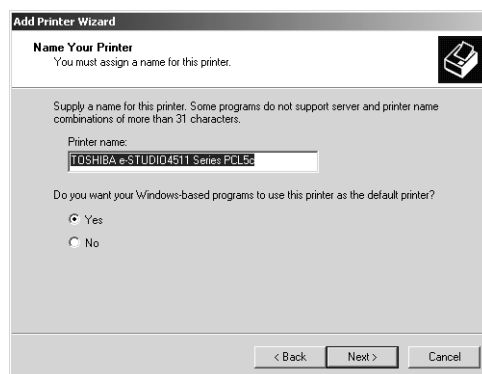 Add Printer Wizard
Name Your Printer
You must assign a name for this printer.
Supply a name for this printer. Some programs do not support server and printer name
combinations of more than 31 characters.
Printer name:
TOSHIBA e-STUDIO4511 Series PCL5c
Do you want your Windows-based programs to use this printer as the default printer?
Yes
No
< Back Next > Cancel